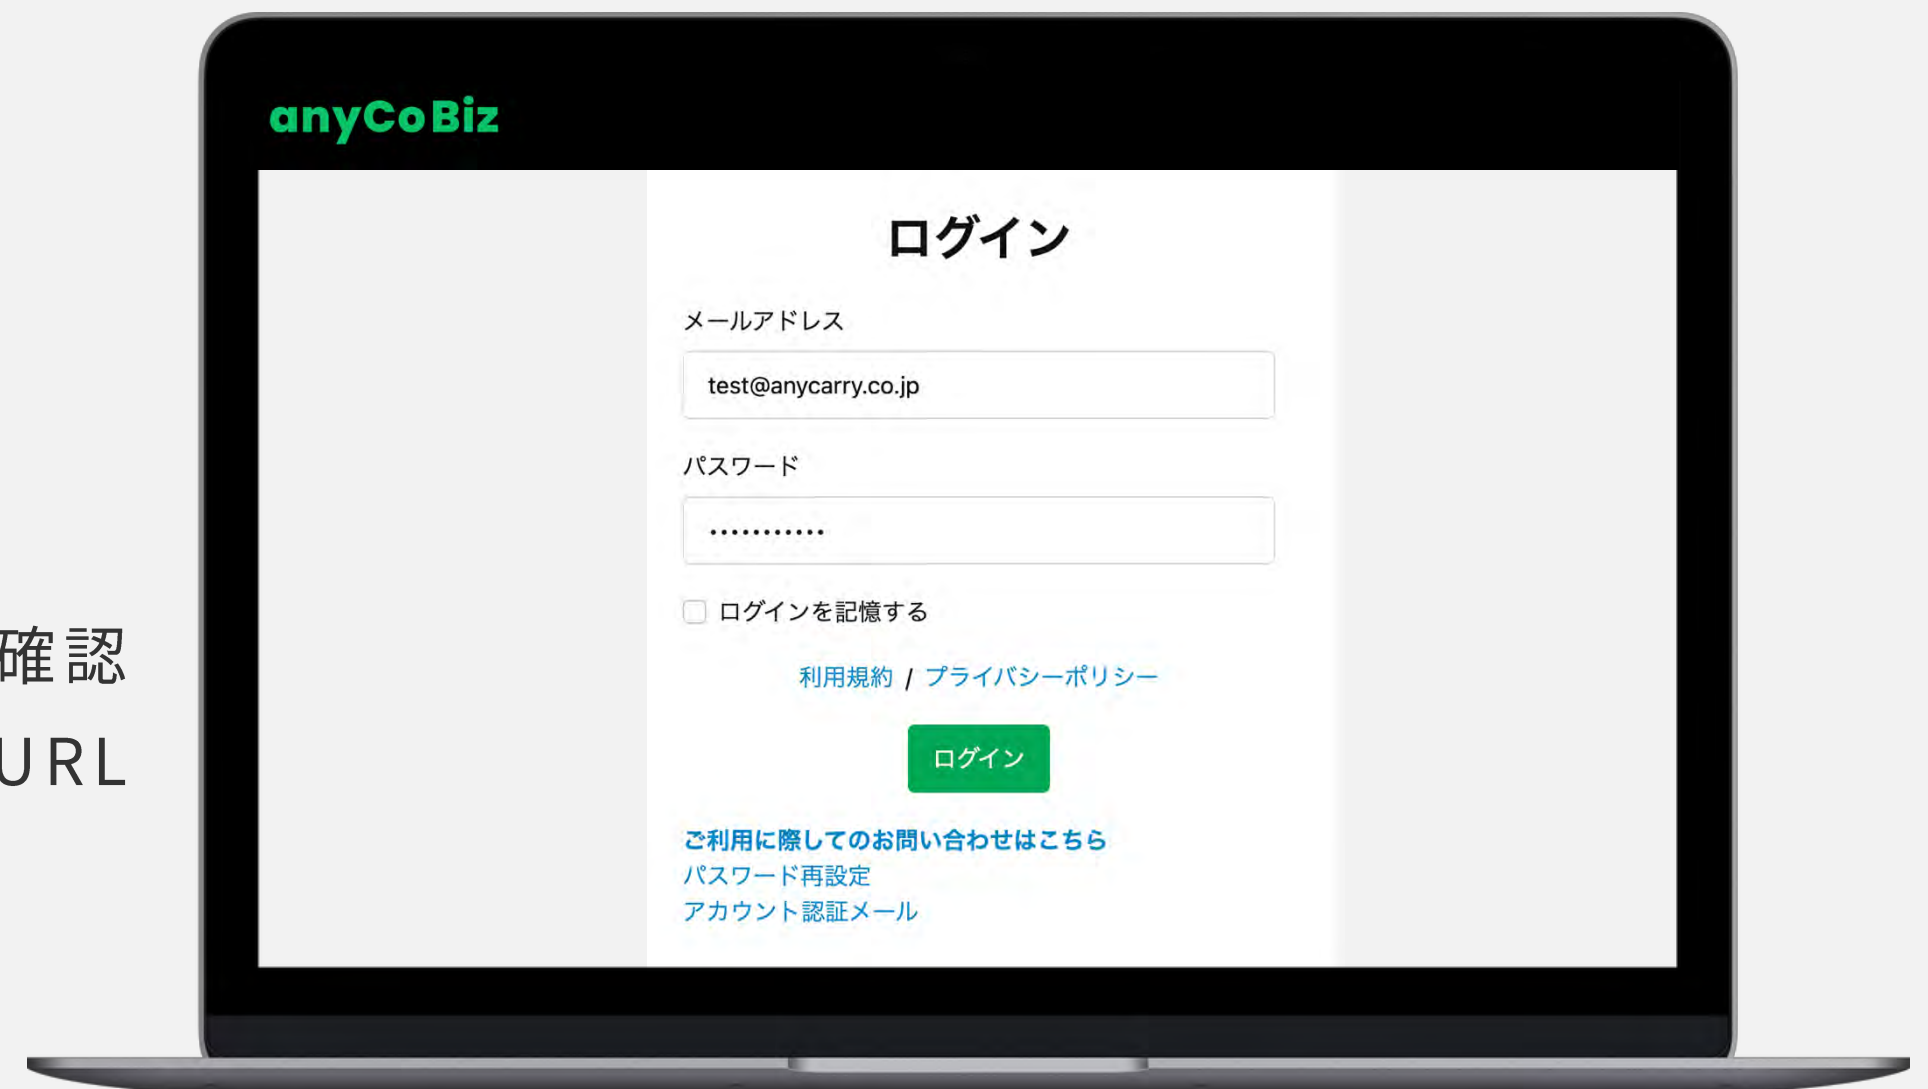 anyCoBiz
ログイン
メールアドレス
test@anycarry.co.jp
パスワード
•••••••••••
ログインを記憶する
利用規約 / プライバシーポリシー
ログイン
ご利用に際してのお問い合わせはこちら
パスワード再設定
アカウント認証メール
確認
URL